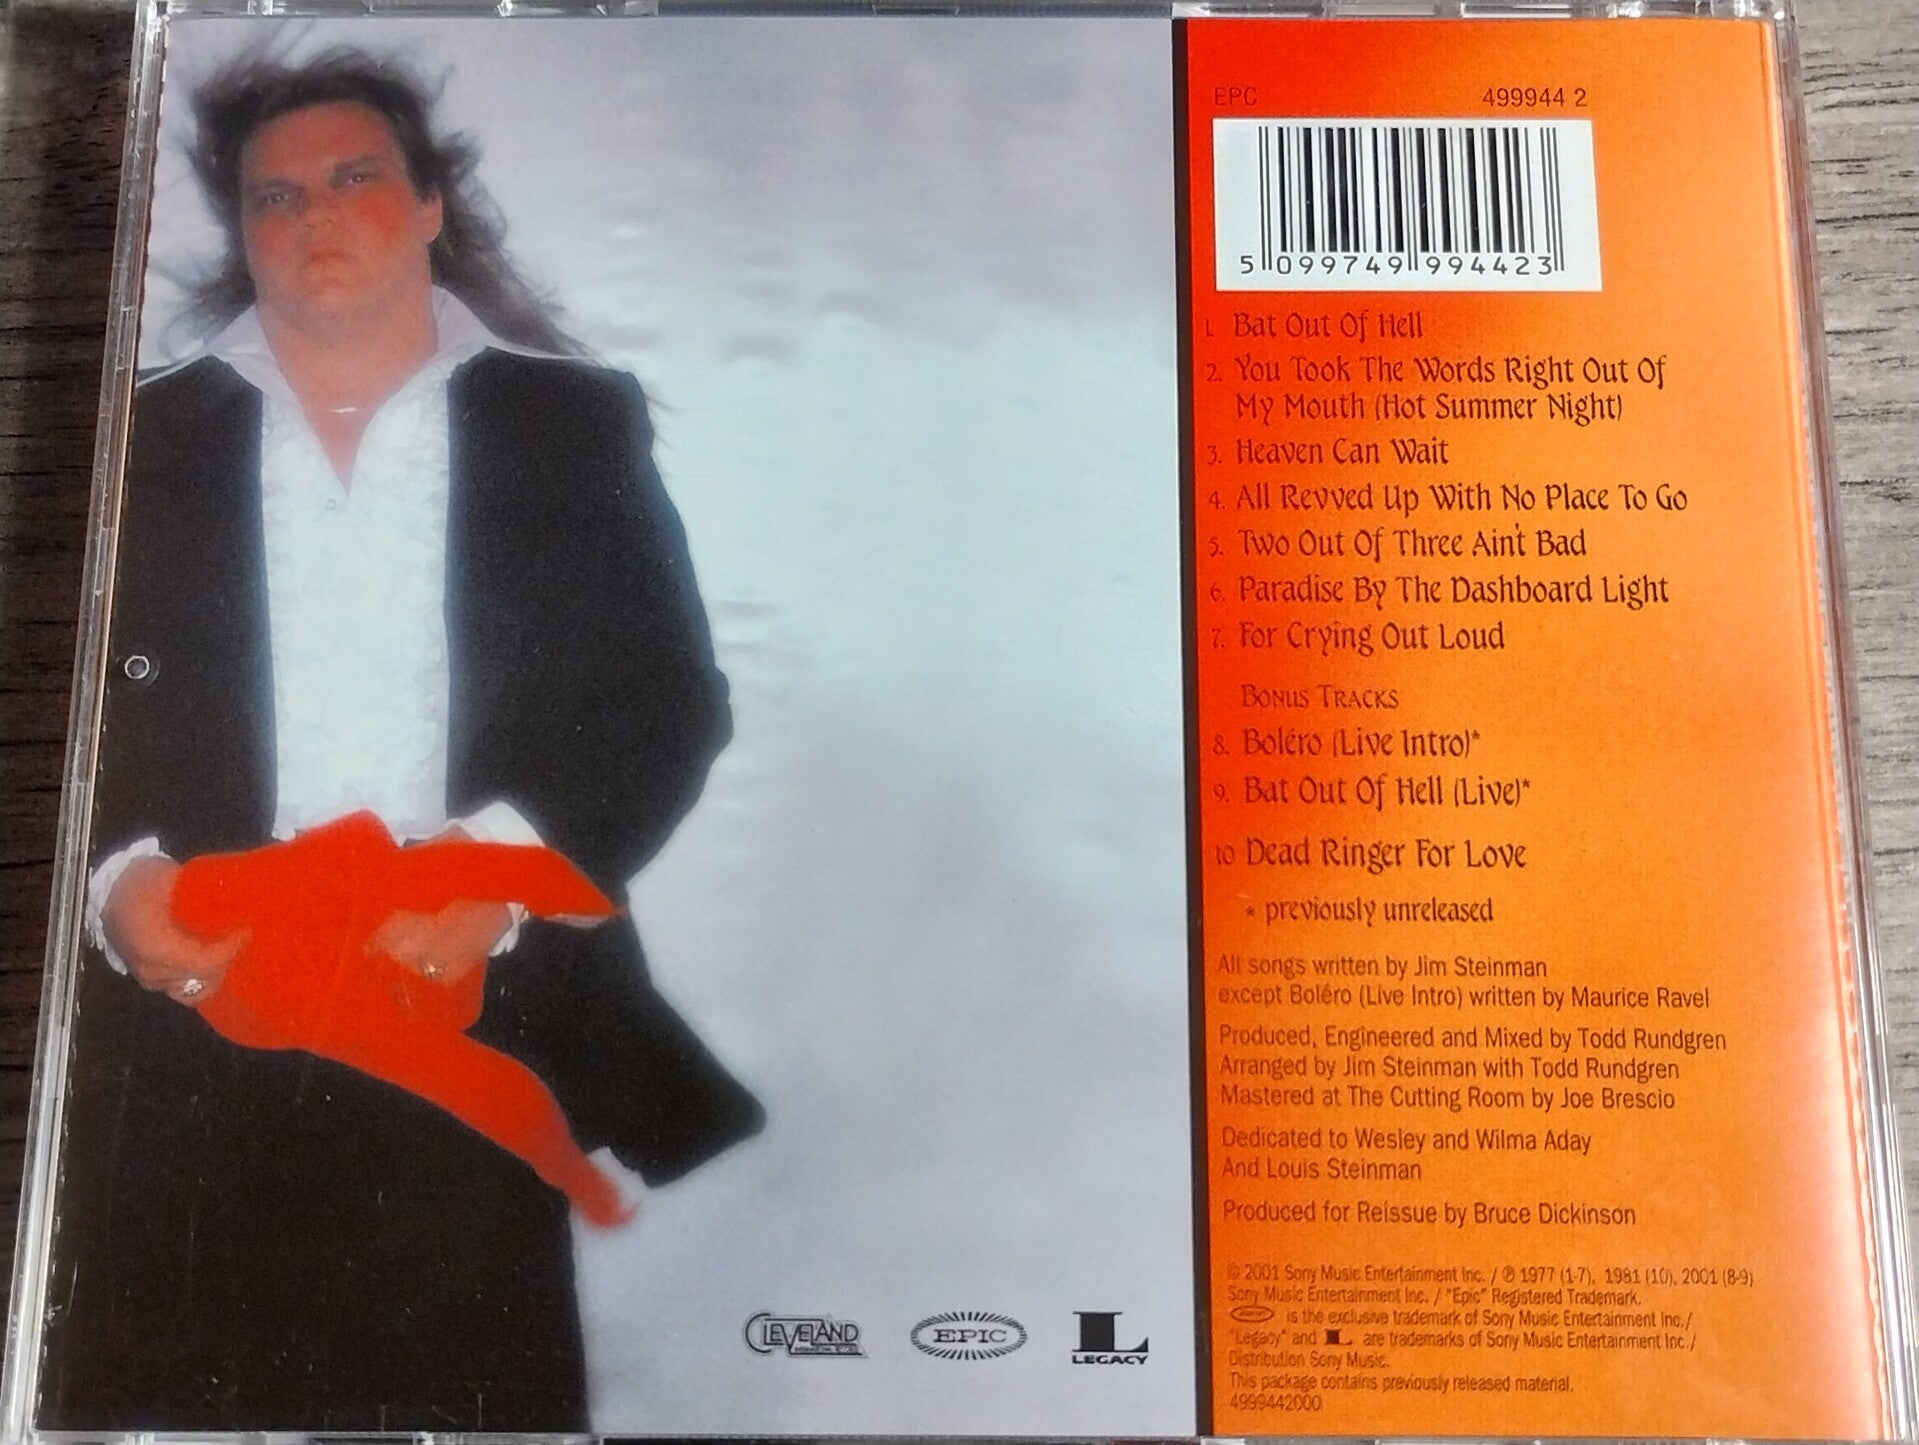 EPC 499944 2
5 099749 994423
1. Bat Out Of Hell
2. You Took The Words Right Out Of
My Mouth (Hot Summer Night)
3. Heaven Can Wait
4. All Revved Up With No Place To Go
5. Two Out Of Three Ain't Bad
6. Paradise By The Dashboard Light
7. For Crying Out Loud
Bonus Tracks
8. Boléro (Live Intro)*
9. Bat Out Of Hell (Live)*
10 Dead Ringer For Love
* previously unreleased
All songs written by Jim Steinman
except Boléro (Live Intro) written by Maurice Ravel
Produced, Engineered and Mixed by Todd Rundgren
Arranged by Jim Steinman with Todd Rundgren
Mastered at The Cutting Room by Joe Brescio
Dedicated to Wesley and Wilma Aday
And Louis Steinman
Produced for Reissue by Bruce Dickinson
© 2001 Sony Music Entertainment Inc. / ℗ 1977 (1-7), 1981 (10), 2001 (8-9)
Sony Music Entertainment Inc. / "Epic" Registered Trademark.
is the exclusive trademark of Sony Music Entertainment Inc./
"Legacy" and L are trademarks of Sony Music Entertainment Inc./
Distribution Sony Music.
This package contains previously released material.
4999442000
CLEVELAND
EPIC
L
LEGACY